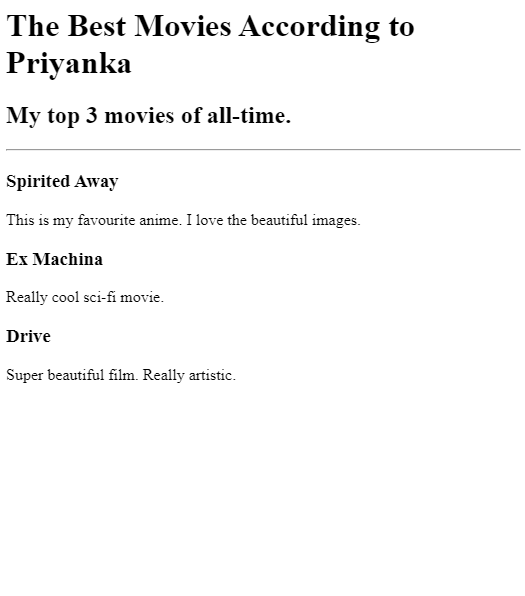 The Best Movies According to
Priyanka
My top 3 movies of all-time.
Spirited Away
This is my favourite anime. I love the beautiful images.
Ex Machina
Really cool sci-fi movie.
Drive
Super beautiful film. Really artistic.